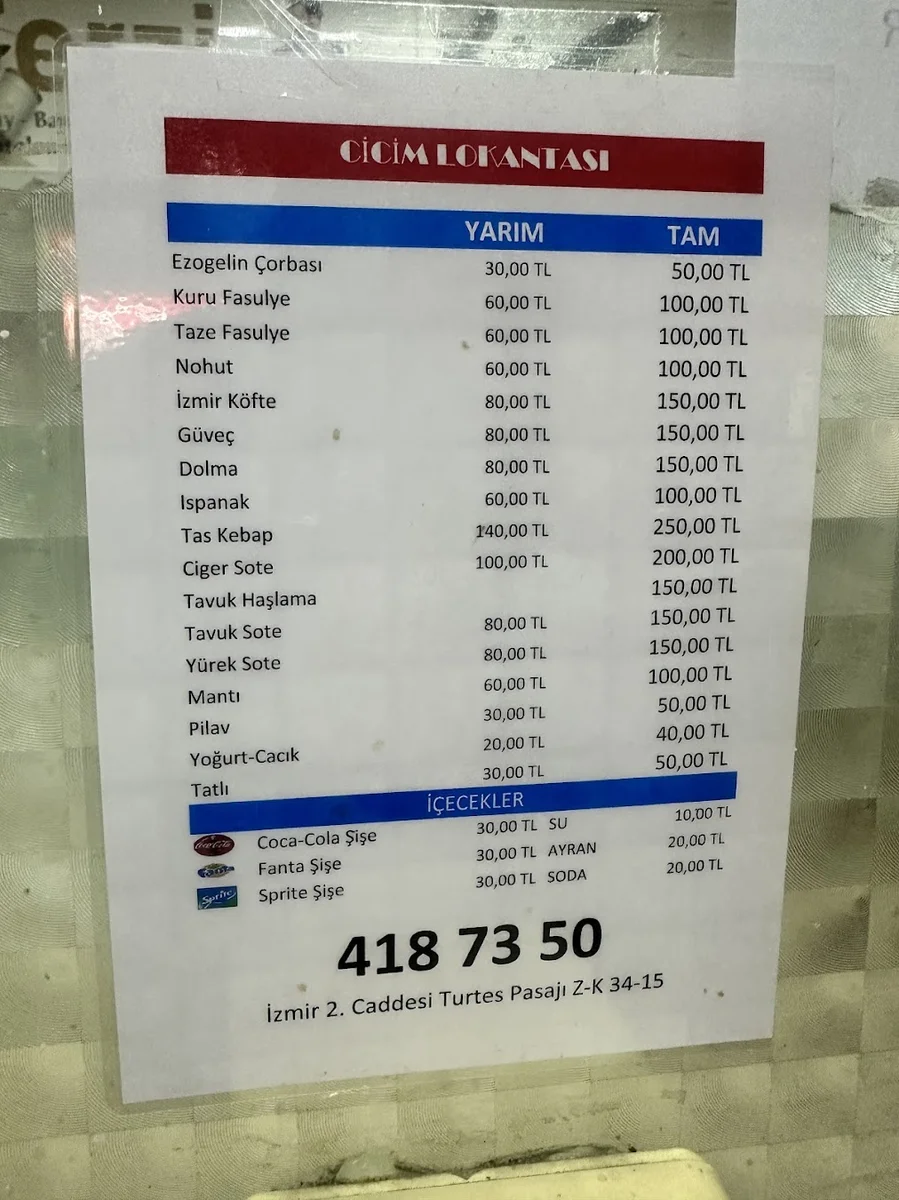 CİCİM LOKANTASI
YARIM TAM
Ezogelin Çorbası 30,00 TL 50,00 TL
Kuru Fasulye 60,00 TL 100,00 TL
Taze Fasulye 60,00 TL 100,00 TL
Nohut 60,00 TL 100,00 TL
İzmir Köfte 80,00 TL 150,00 TL
Güveç 80,00 TL 150,00 TL
Dolma 80,00 TL 150,00 TL
Ispanak 60,00 TL 100,00 TL
Tas Kebap 140,00 TL 250,00 TL
Ciger Sote 100,00 TL 200,00 TL
Tavuk Haşlama 150,00 TL
Tavuk Sote 80,00 TL 150,00 TL
Yürek Sote 80,00 TL 150,00 TL
Mantı 60,00 TL 100,00 TL
Pilav 30,00 TL 50,00 TL
Yoğurt-Cacık 20,00 TL 40,00 TL
Tatlı 30,00 TL 50,00 TL
İÇECEKLER
Coca-Cola Coca-Cola Şişe 30,00 TL SU 10,00 TL
Fanta Fanta Şişe 30,00 TL AYRAN 20,00 TL
Sprite Sprite Şişe 30,00 TL SODA 20,00 TL
418 73 50
İzmir 2. Caddesi Turtes Pasajı Z-K 34-15